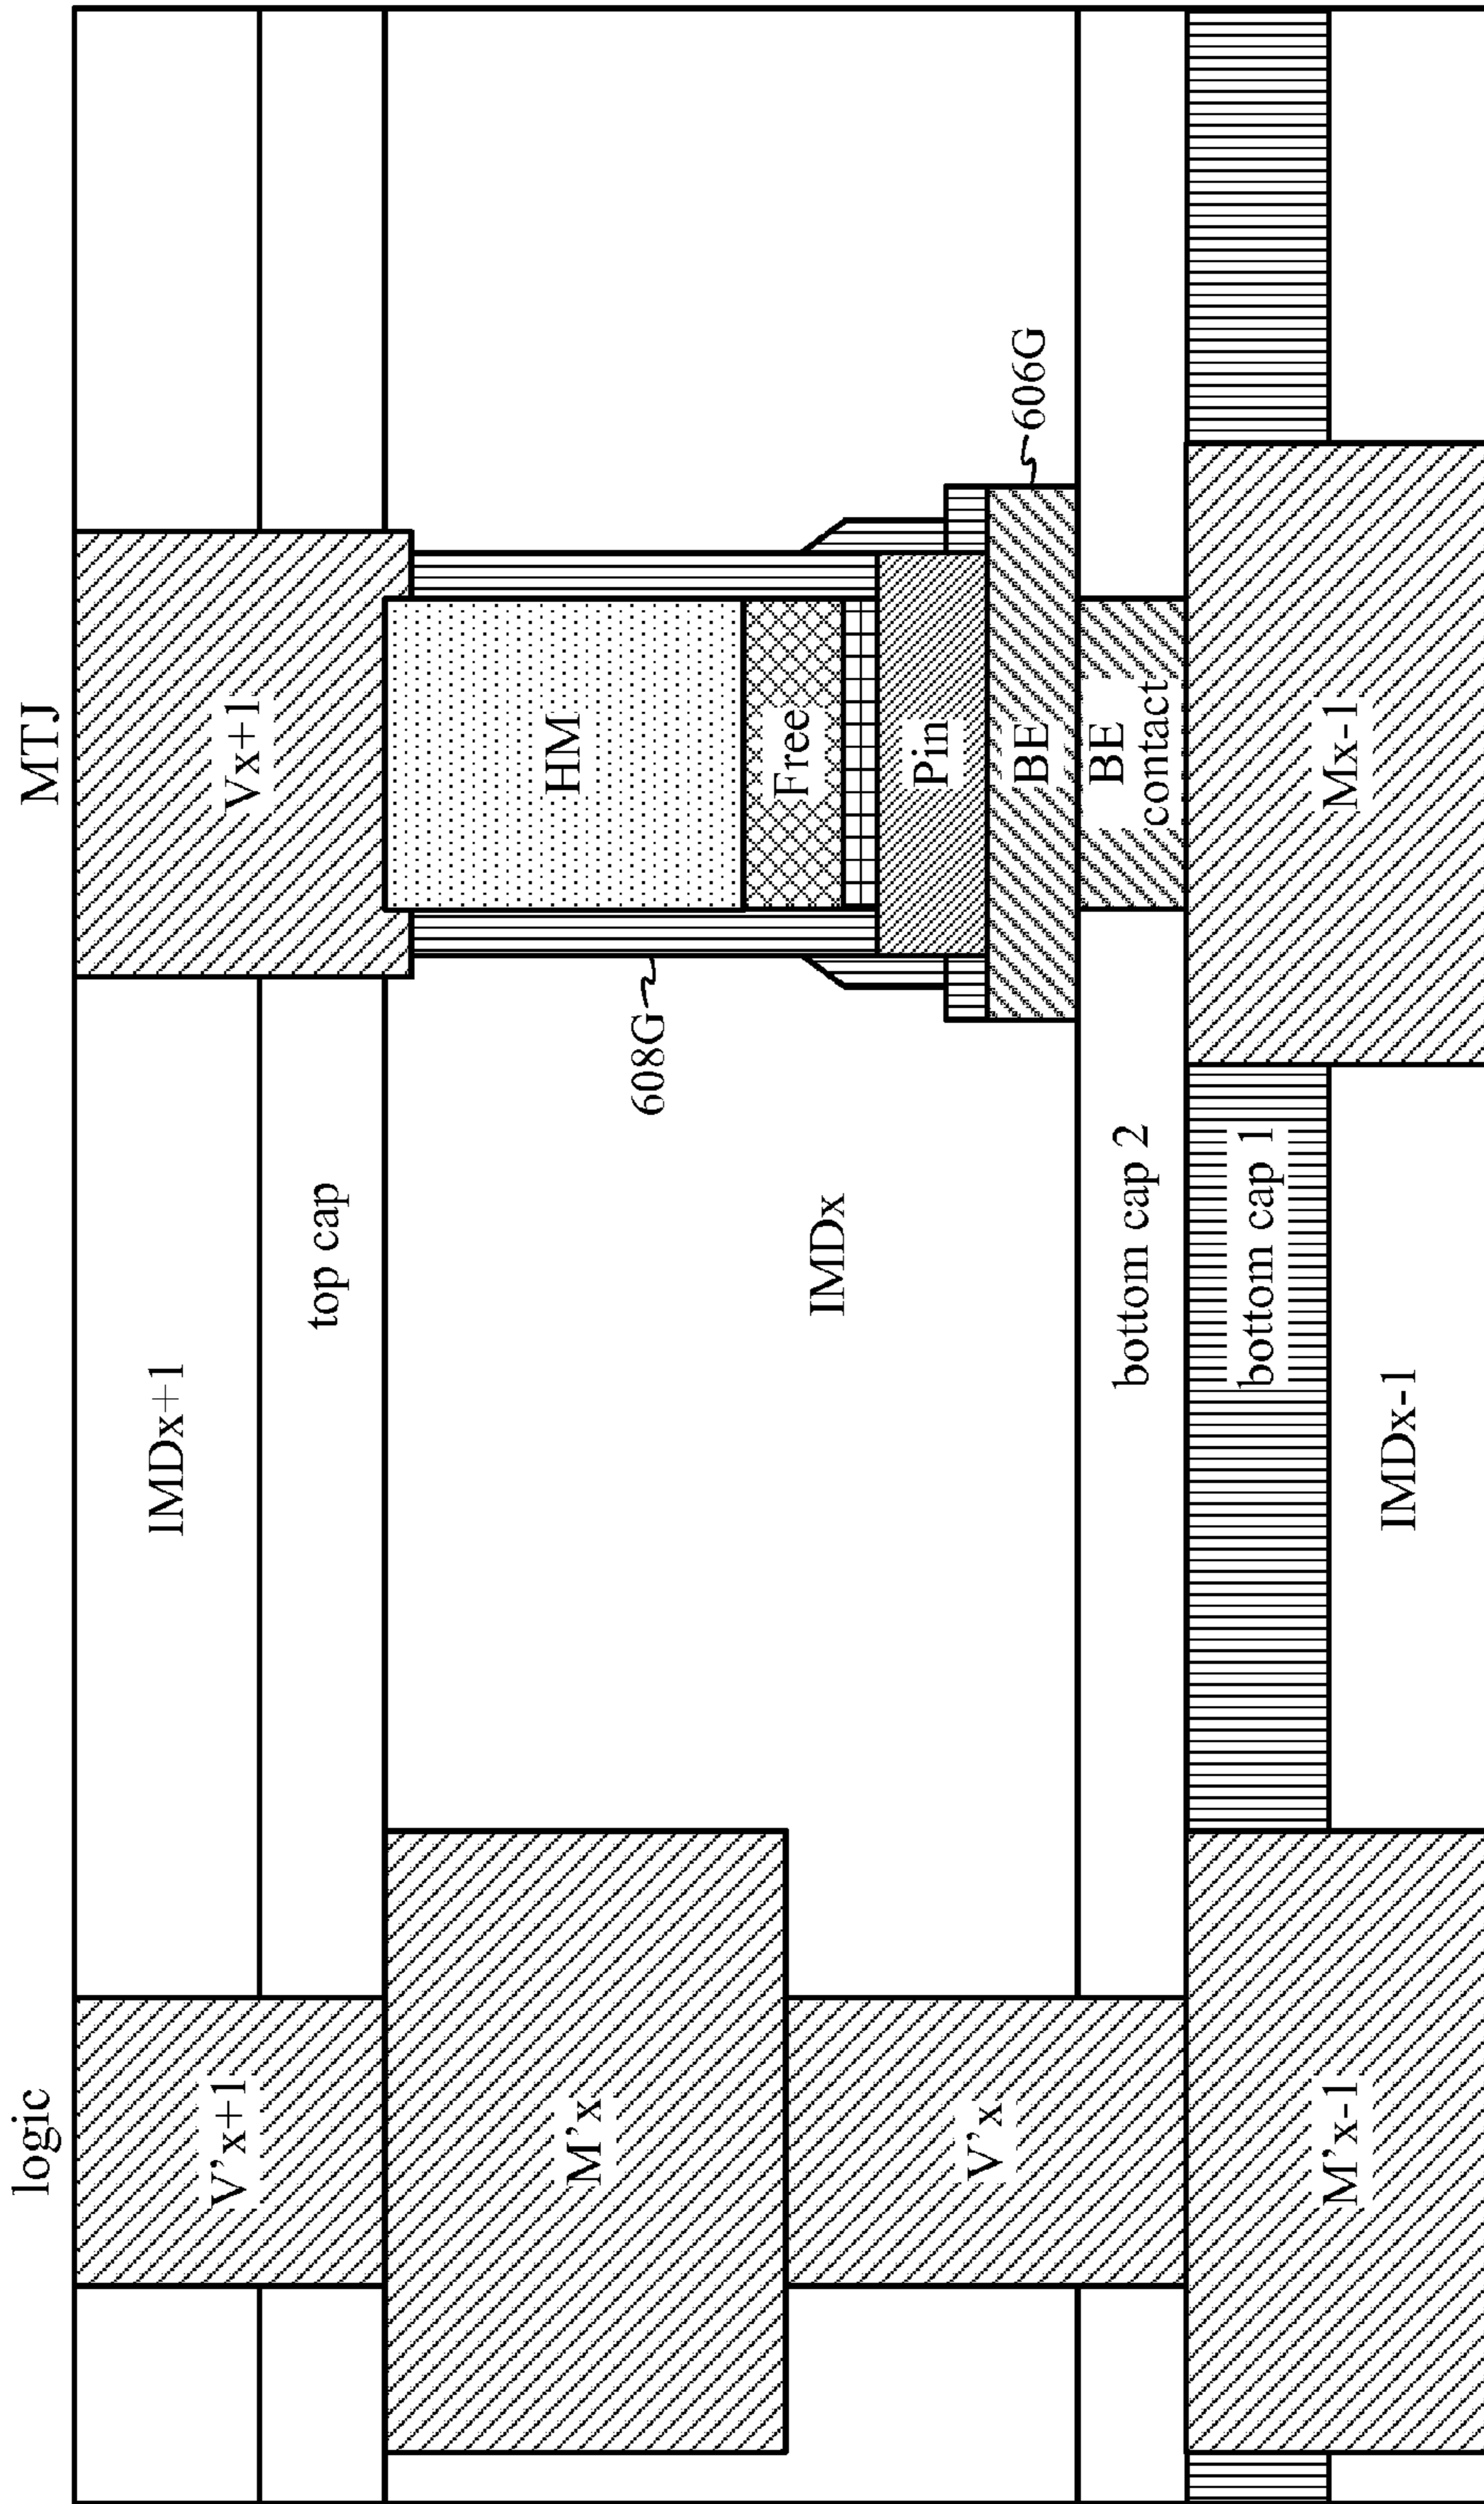 logic
MTJ
V'x+1
IMDx+1
Vx+1
top cap
M'x
608G
HM
IMDx
Free
V'x
Pin
606G
BE
bottom cap 2
BE
contact
bottom cap 1
M'x-1
IMDx-1
Mx-1